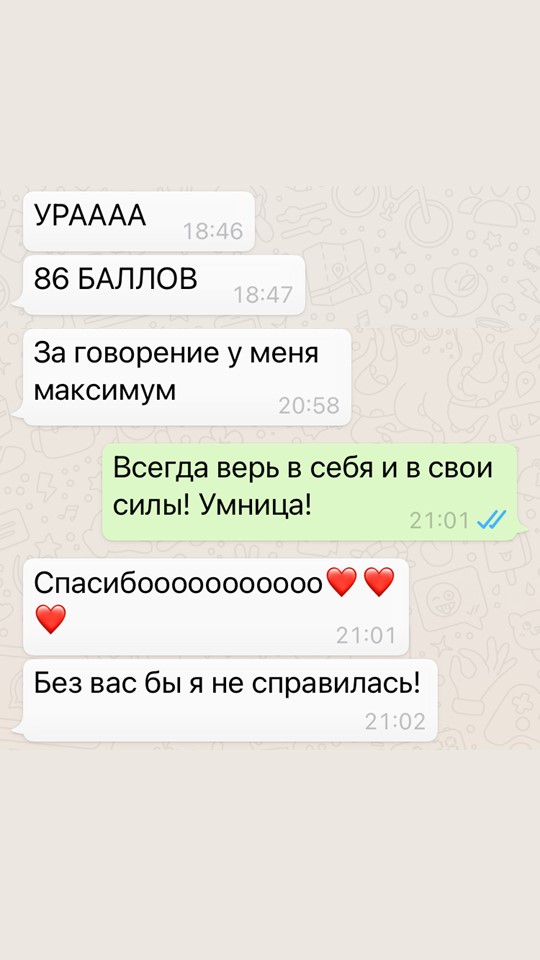 УРАААА
18:46
86 БАЛЛОВ
18:47
За говорение у меня
максимум
20:58
Всегда верь в себя и в свои
силы! Умница!
21:01
Спасибооооооооооо❤️❤️
❤️
21:01
Без вас бы я не справилась!
21:02